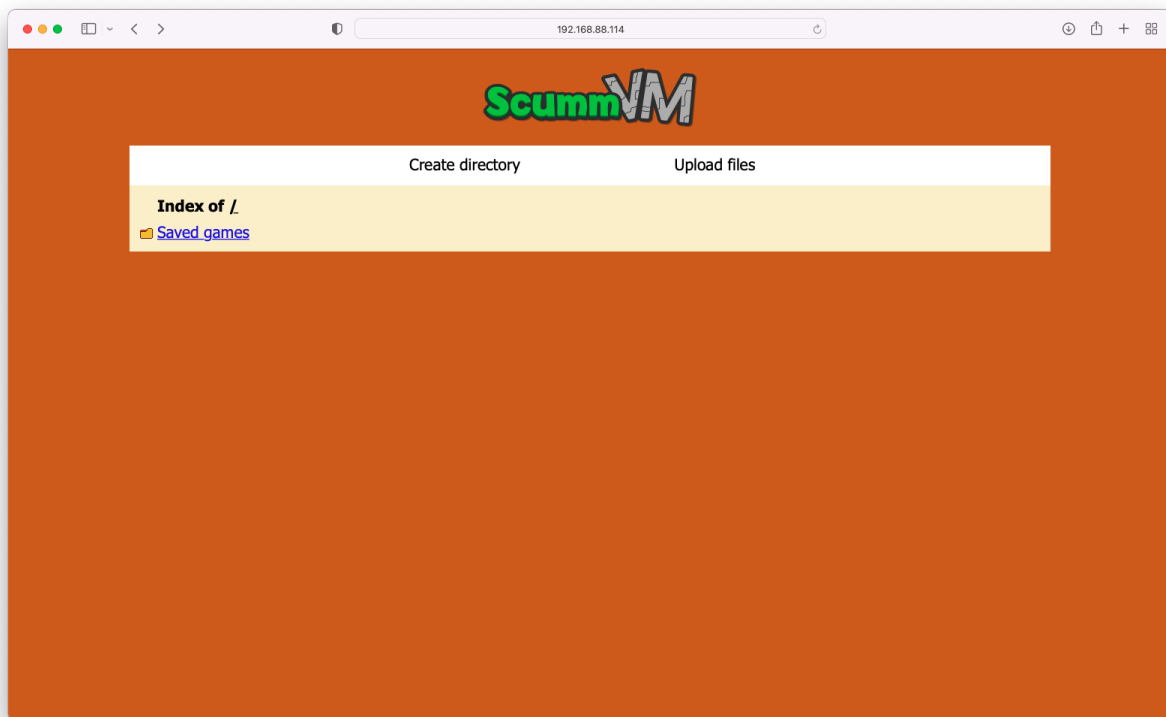 192.168.88.114
ScummVM
Create directory Upload files
Index of /
Saved games